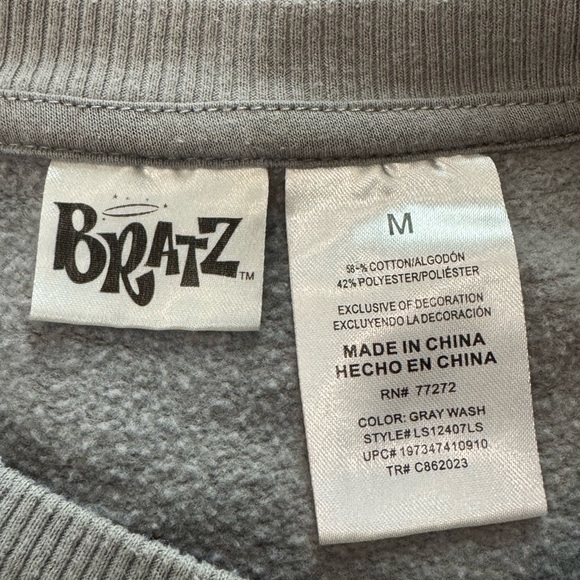 BRATZ™
M
58-% COTTON/ALGODÓN
42% POLYESTER/POLIÉSTER
EXCLUSIVE OF DECORATION
EXCLUYENDO LA DECORACIÓN
MADE IN CHINA
HECHO EN CHINA
RN# 77272
COLOR: GRAY WASH
STYLE# LS12407LS
UPC# 197347410910
TR# C862023